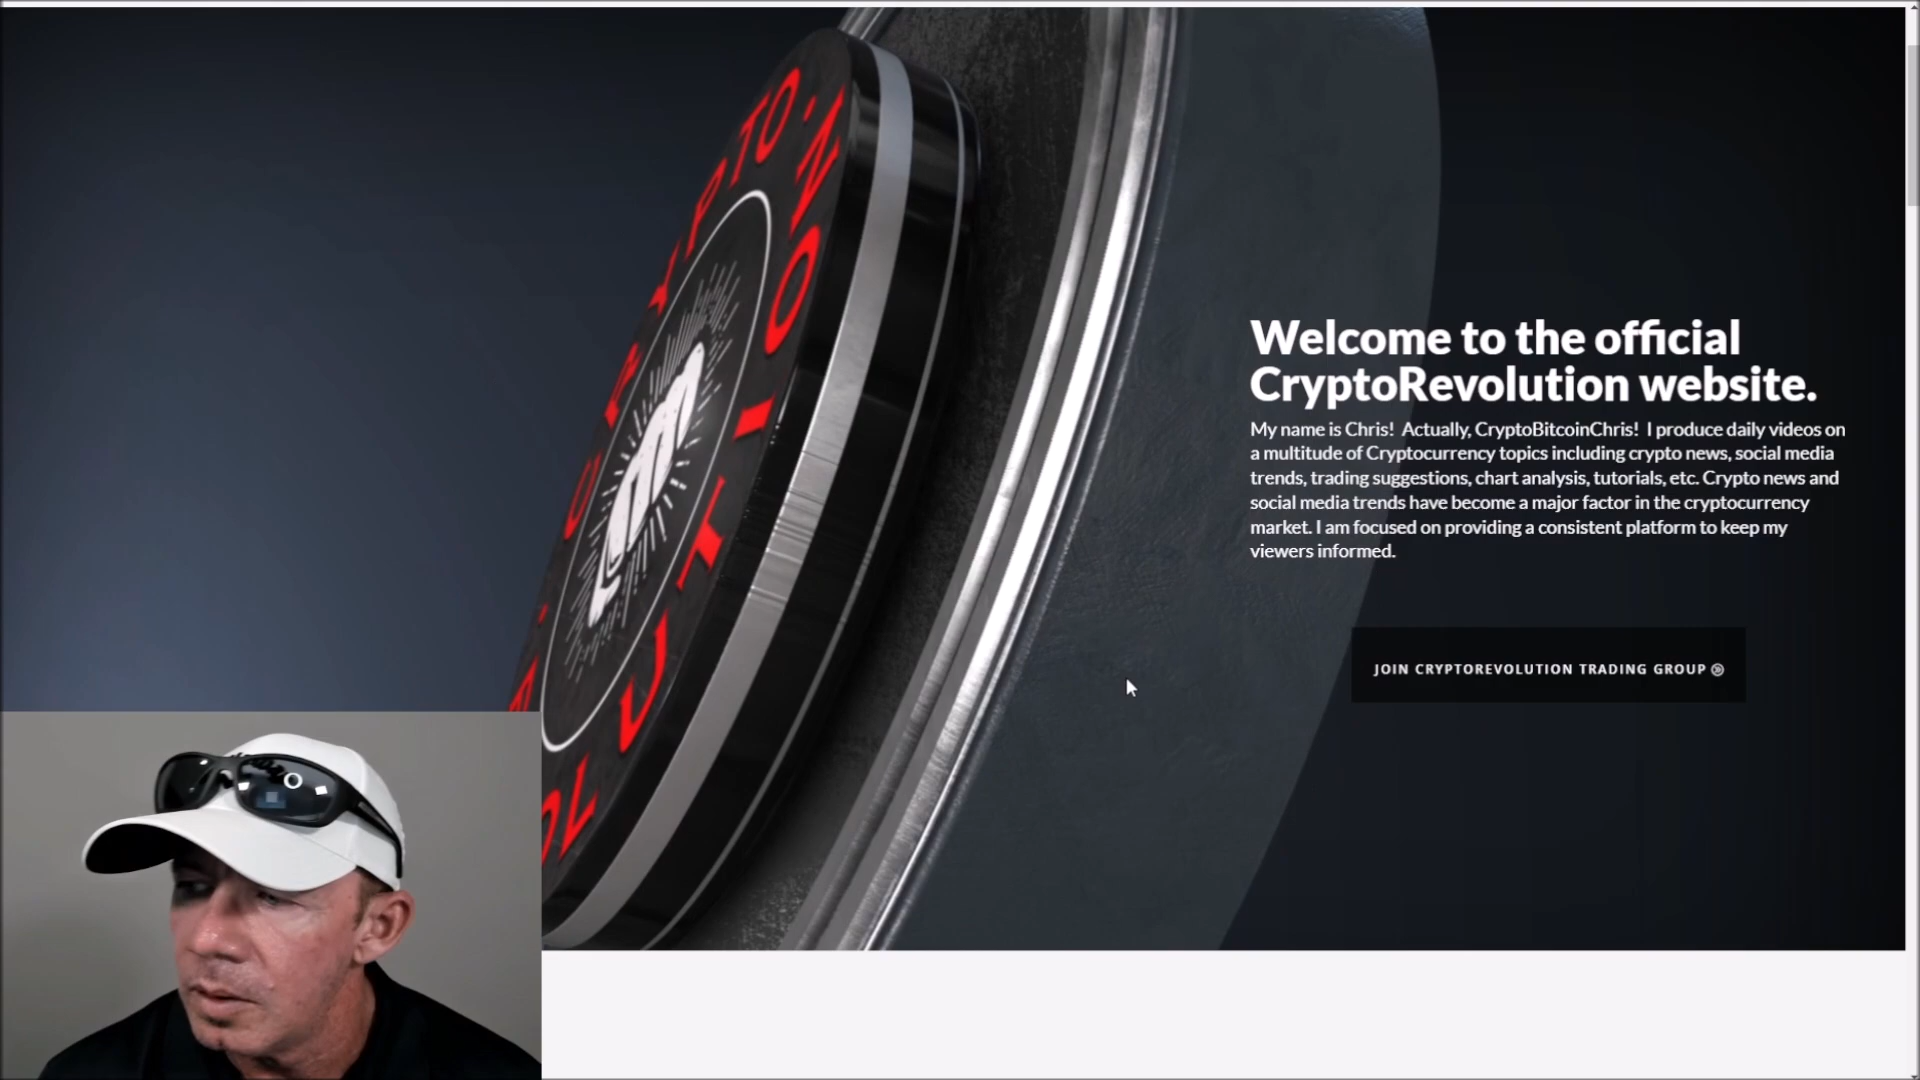 CRYPTO
REVOLUTION
Welcome to the official
CryptoRevolution website.
My name is Chris!  Actually, CryptoBitcoinChris!  I produce daily videos on
a multitude of Cryptocurrency topics including crypto news, social media
trends, trading suggestions, chart analysis, tutorials, etc. Crypto news and
social media trends have become a major factor in the cryptocurrency
market. I am focused on providing a consistent platform to keep my
viewers informed.
JOIN CRYPTOREVOLUTION TRADING GROUP